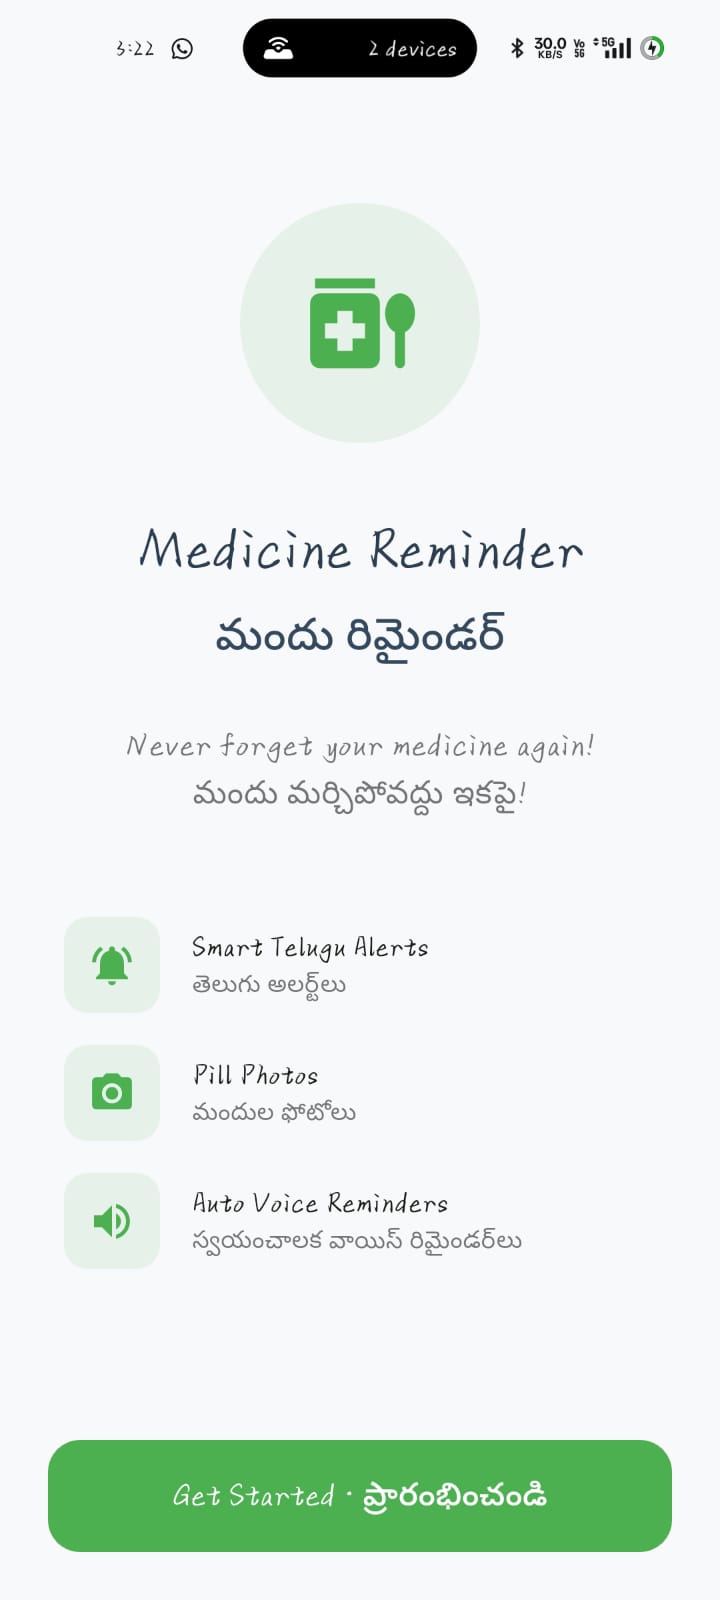 3:22 2 devices 30.0 KB/S Vo 5G 5G
Medicine Reminder
మందు రిమైండర్
Never forget your medicine again!
మందు మర్చిపోవద్దు ఇకపై!
Smart Telugu Alerts
తెలుగు అలర్ట్‌లు
Pill Photos
మందుల ఫోటోలు
Auto Voice Reminders
స్వయంచాలక వాయిస్ రిమైండర్‌లు
Get Started · ప్రారంభించండి